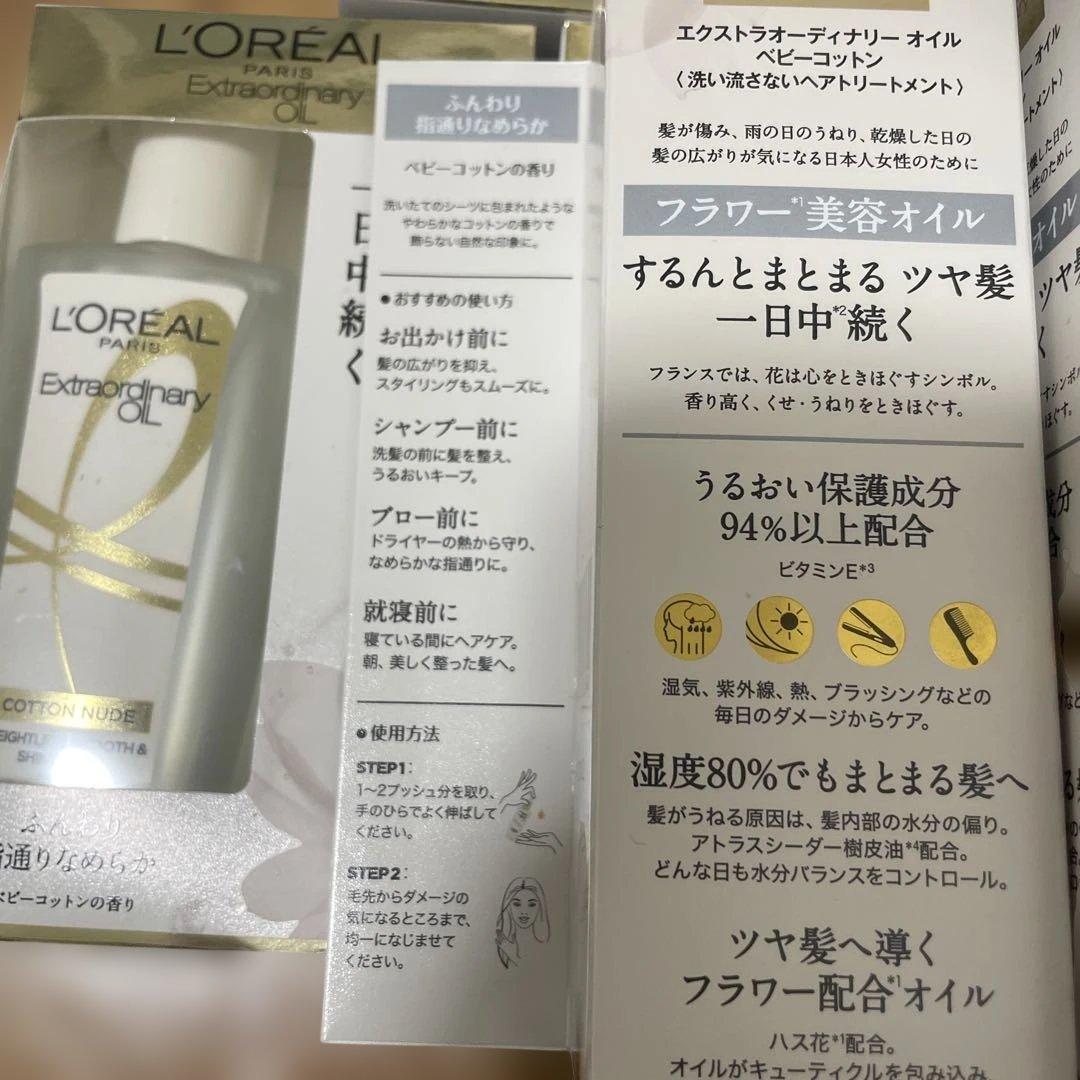 L'ORÉAL
PARIS
Extraordinary
OIL
一日中続く
L'ORÉAL
PARIS
Extraordinary
OIL
COTTON NUDE
ふんわり
指通りなめらか
ベビーコットンの香り
ふんわり
指通りなめらか
ベビーコットンの香り
洗いたてのシーツに包まれたような
やわらかなコットンの香りで
飾らない自然な印象に。
●おすすめの使い方
お出かけ前に
髪の広がりを抑え、
スタイリングもスムーズに。
シャンプー前に
洗髪の前に髪を整え、
うるおいキープ。
ブロー前に
ドライヤーの熱から守り、
なめらかな指通りに。
就寝前に
寝ている間にヘアケア。
朝、美しく整った髪へ。
●使用方法
STEP1:
1〜2プッシュ分を取り、
手のひらでよく伸ばして
ください。
STEP2:
毛先からダメージの
気になるところまで、
均一になじませて
ください。
エクストラオーディナリー オイル
ベビーコットン
〈洗い流さないヘアトリートメント〉
髪が傷み、雨の日のうねり、乾燥した日の
髪の広がりが気になる日本人女性のために
フラワー*1美容オイル
するんとまとまる ツヤ髪
一日中*2続く
フランスでは、花は心をときほぐすシンボル。
香り高く、くせ・うねりをときほぐす。
うるおい保護成分
94%以上配合
ビタミンE*3
湿気、紫外線、熱、ブラッシングなどの
毎日のダメージからケア。
湿度80%でもまとまる髪へ
髪がうねる原因は、髪内部の水分の偏り。
アトラスシーダー樹皮油*4配合。
どんな日も水分バランスをコントロール。
ツヤ髪へ導く
フラワー配合*1オイル
ハス花*1配合。
オイルがキューティクルを包み込み